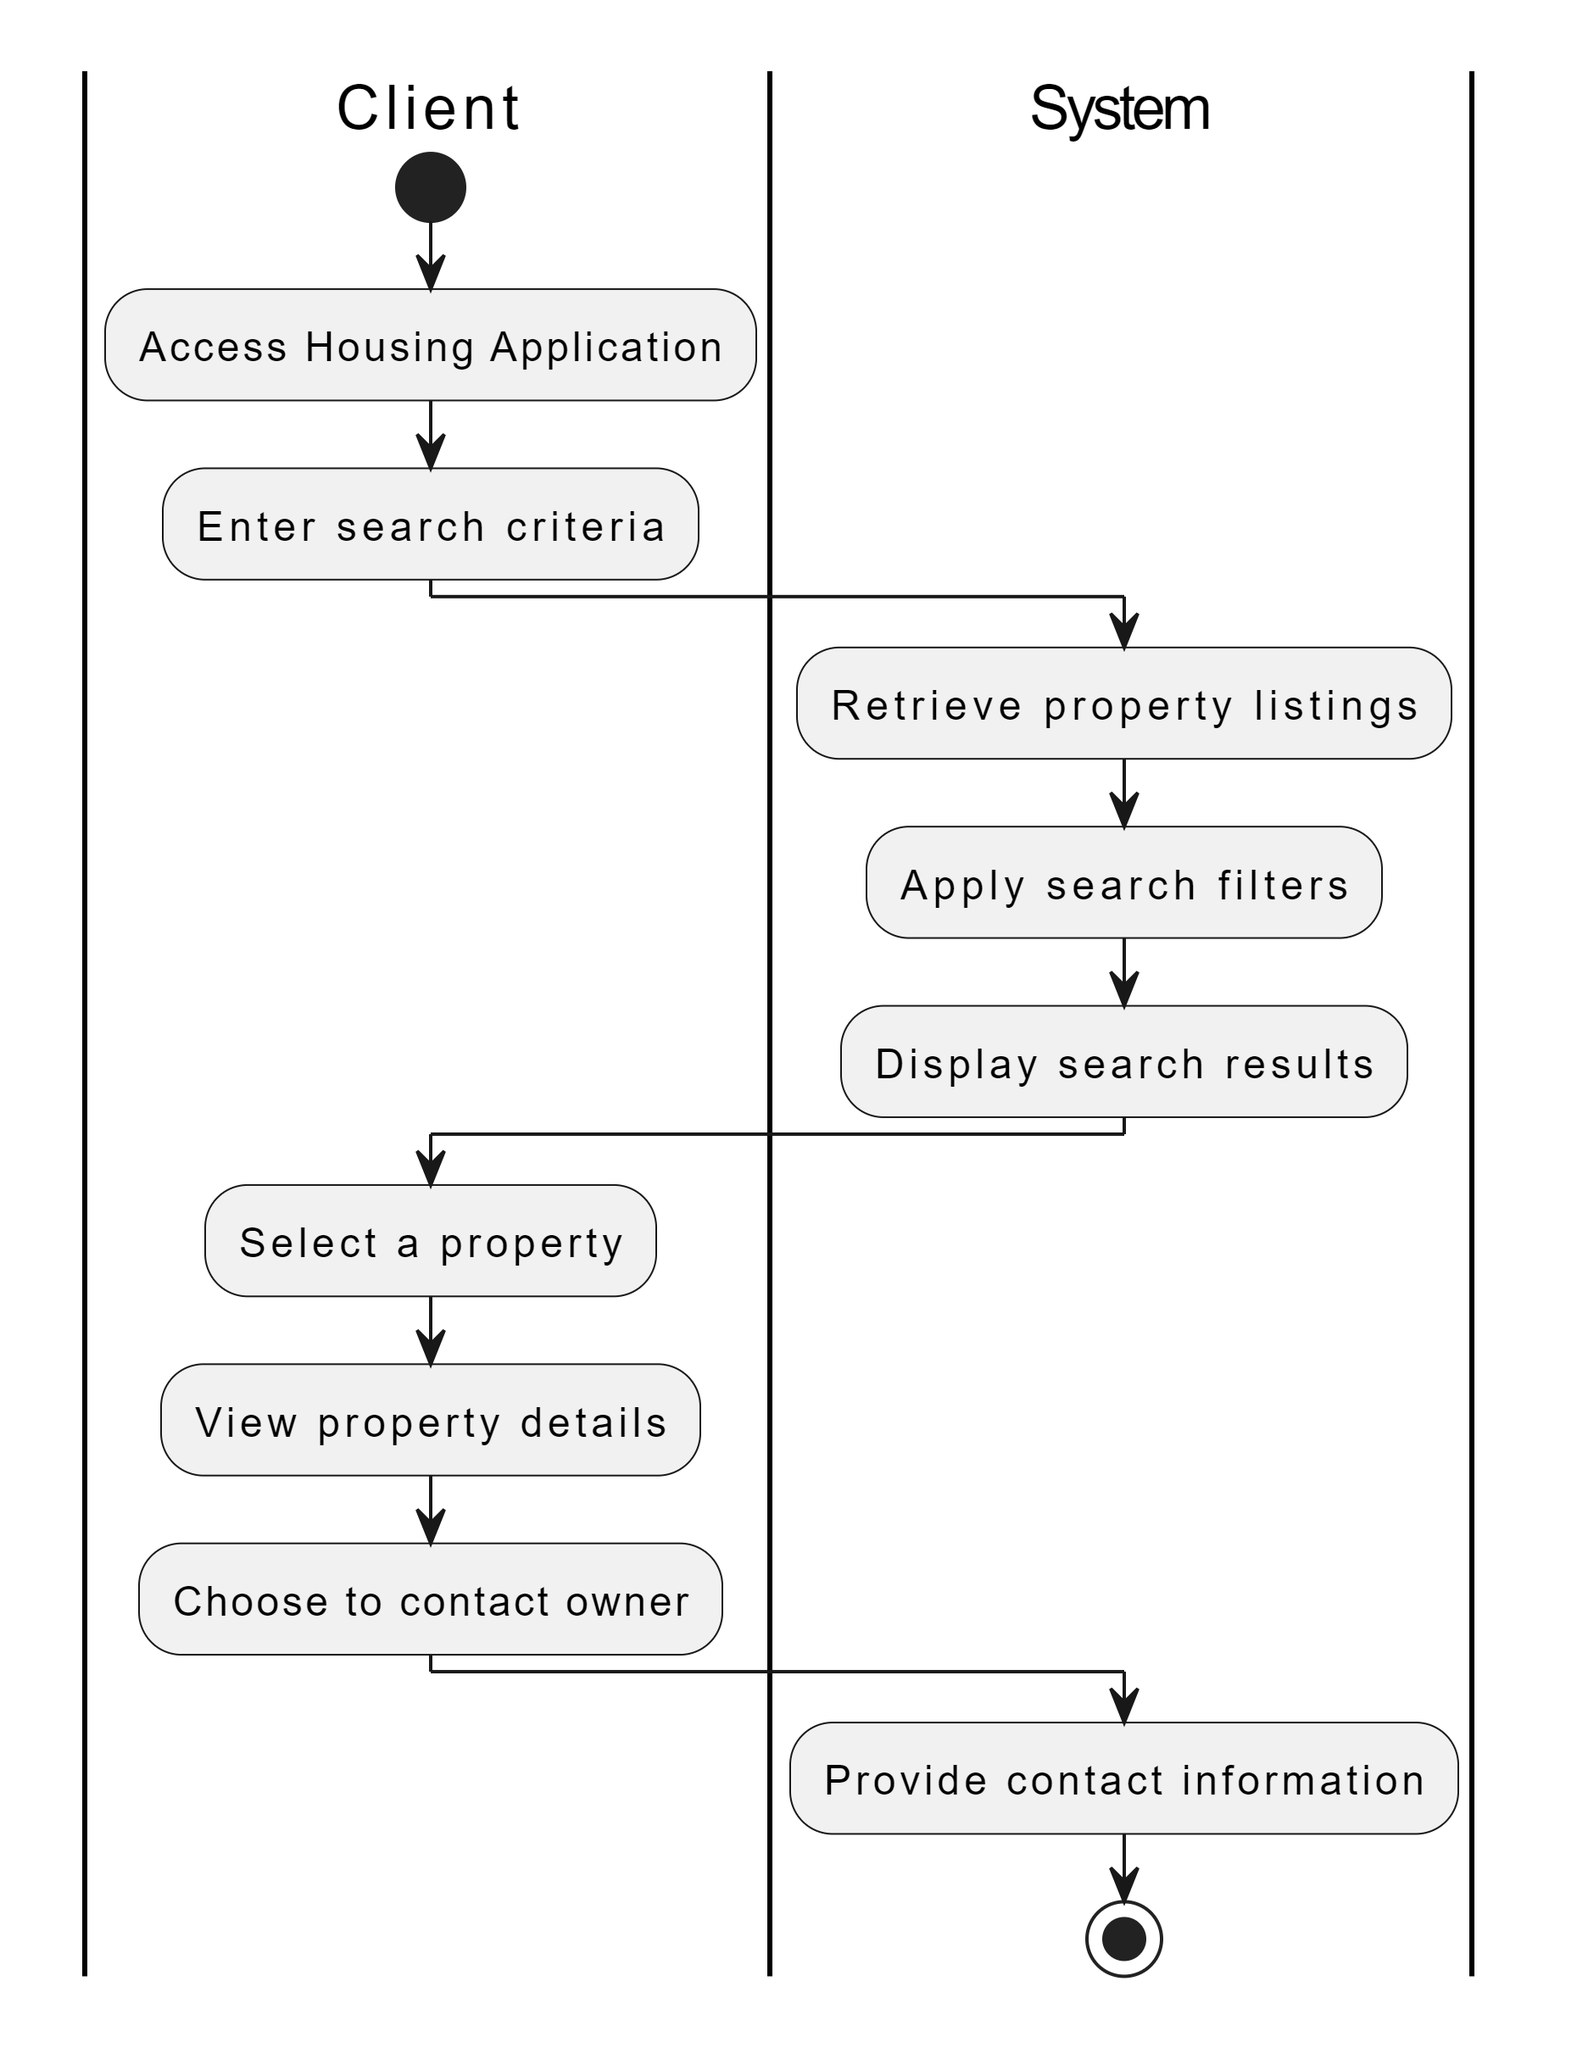 Client
System
Access Housing Application
Enter search criteria
Retrieve property listings
Apply search filters
Display search results
Select a property
View property details
Choose to contact owner
Provide contact information